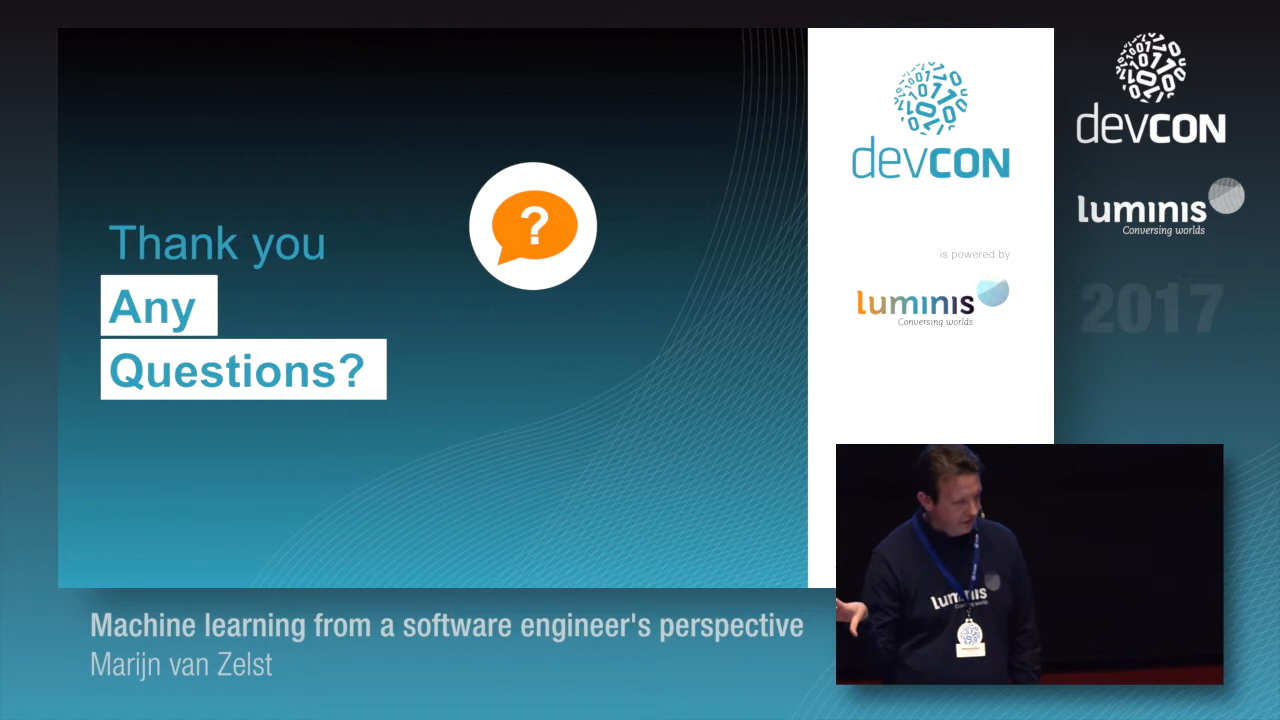 Thank you
Any
Questions?
?
devcon
is powered by
luminis
Conversing worlds
devcon
luminis
Conversing worlds
2017
luminis
Machine learning from a software engineer's perspective
Marijn van Zelst